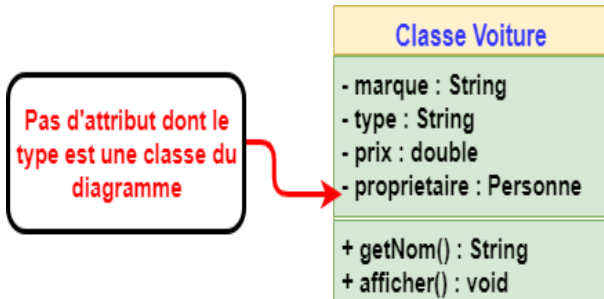 Pas d'attribut dont le
type est une classe du
diagramme
Classe Voiture
- marque : String
- type : String
- prix : double
- proprietaire : Personne
+ getNom() : String
+ afficher() : void